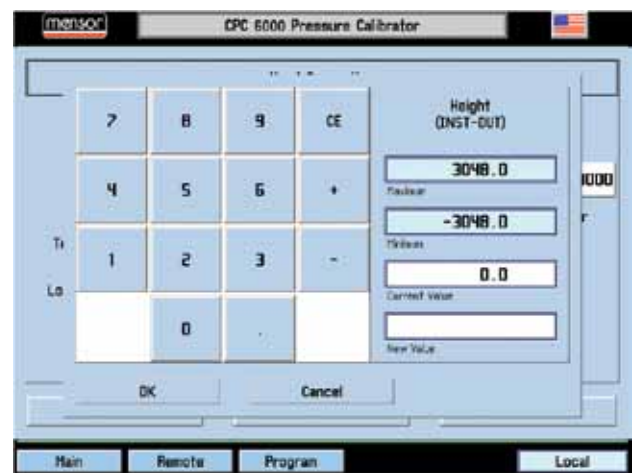 mensor
CPC 6000 Pressure Calibrator
7 8 9 CE
4 5 6 +
1 2 3 -
0 .
Height
(INST-OUT)
3048.0
Maximum
-3048.0
Minimum
0.0
Current Value
New Value
OK Cancel
Main Remote Program Local